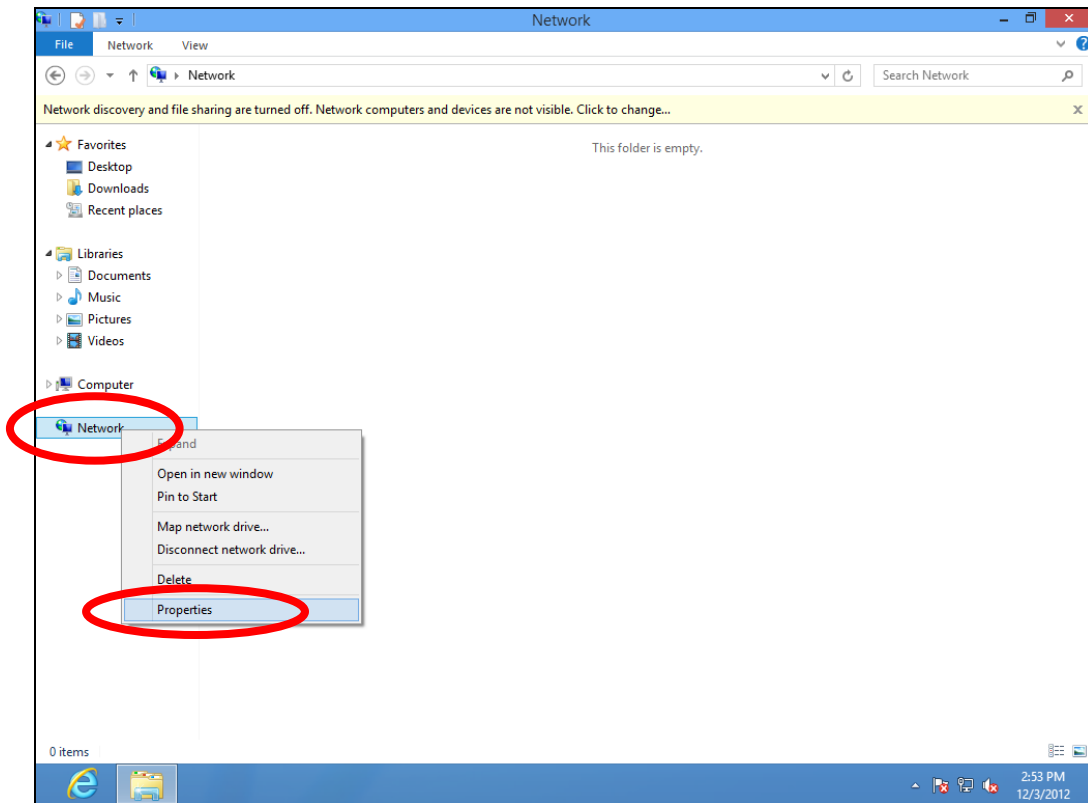 Network
File Network View
Network
Search Network
Network discovery and file sharing are turned off. Network computers and devices are not visible. Click to change...
Favorites
This folder is empty.
Desktop
Downloads
Recent places
Libraries
Documents
Music
Pictures
Videos
Computer
Network
Expand
Open in new window
Pin to Start
Map network drive...
Disconnect network drive...
Delete
Properties
0 items
2:53 PM
12/3/2012